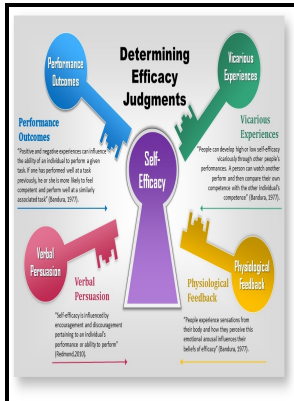 Determining
Efficacy
Judgments
Performance
Outcomes
Vicarious
Experiences
Performance
Outcomes
"Positive and negative experiences can influence
the ability of an individual to perform a given
task. If one has performed well at a task
previously, he or she is more likely to feel
competent and perform well at a similarly
associated task" (Bandura, 1977).
Vicarious
Experiences
"People can develop high or low self-efficacy
vicariously through other people's
performances. A person can watch another
perform and then compare their own
competence with the other individual's
competence" (Bandura, 1977).
Self-
Efficacy
Verbal
Persuasion
Verbal
Persuasion
"Self-efficacy is influenced by
encouragement and discouragement
pertaining to an individual's
performance or ability to perform"
(Redmond,2010).
Physiological
Feedback
Physiological
Feedback
"People experience sensations from
their body and how they perceive this
emotional arousal influences their
beliefs of efficacy" (Bandura, 1977).